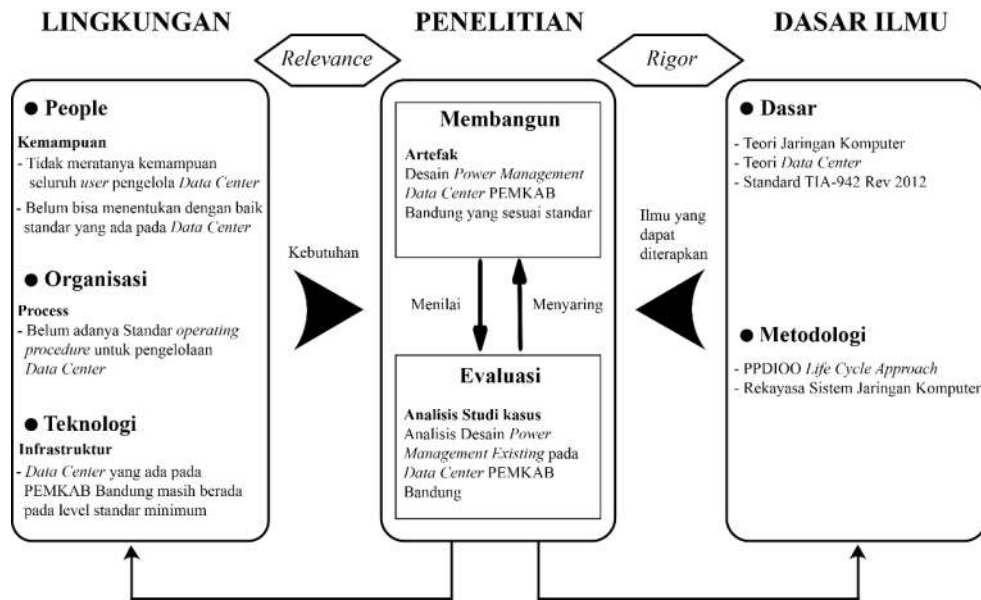 LINGKUNGAN
PENELITIAN
DASAR ILMU
Relevance
Rigor
● People
Kemampuan
- Tidak meratanya kemampuan
seluruh user pengelola Data Center
- Belum bisa menentukan dengan baik
standar yang ada pada Data Center
● Organisasi
Process
- Belum adanya Standar operating
procedure untuk pengelolaan
Data Center
● Teknologi
Infrastruktur
- Data Center yang ada pada
PEMKAB Bandung masih berada
pada level standar minimum
Kebutuhan
Membangun
Artefak
Desain Power Management
Data Center PEMKAB
Bandung yang sesuai standar
Menilai
Menyaring
Evaluasi
Analisis Studi kasus
Analisis Desain Power
Management Existing pada
Data Center PEMKAB
Bandung
Ilmu yang
dapat
diterapkan
● Dasar
- Teori Jaringan Komputer
- Teori Data Center
- Standard TIA-942 Rev 2012
● Metodologi
- PPDIOO Life Cycle Approach
- Rekayasa Sistem Jaringan Komputer